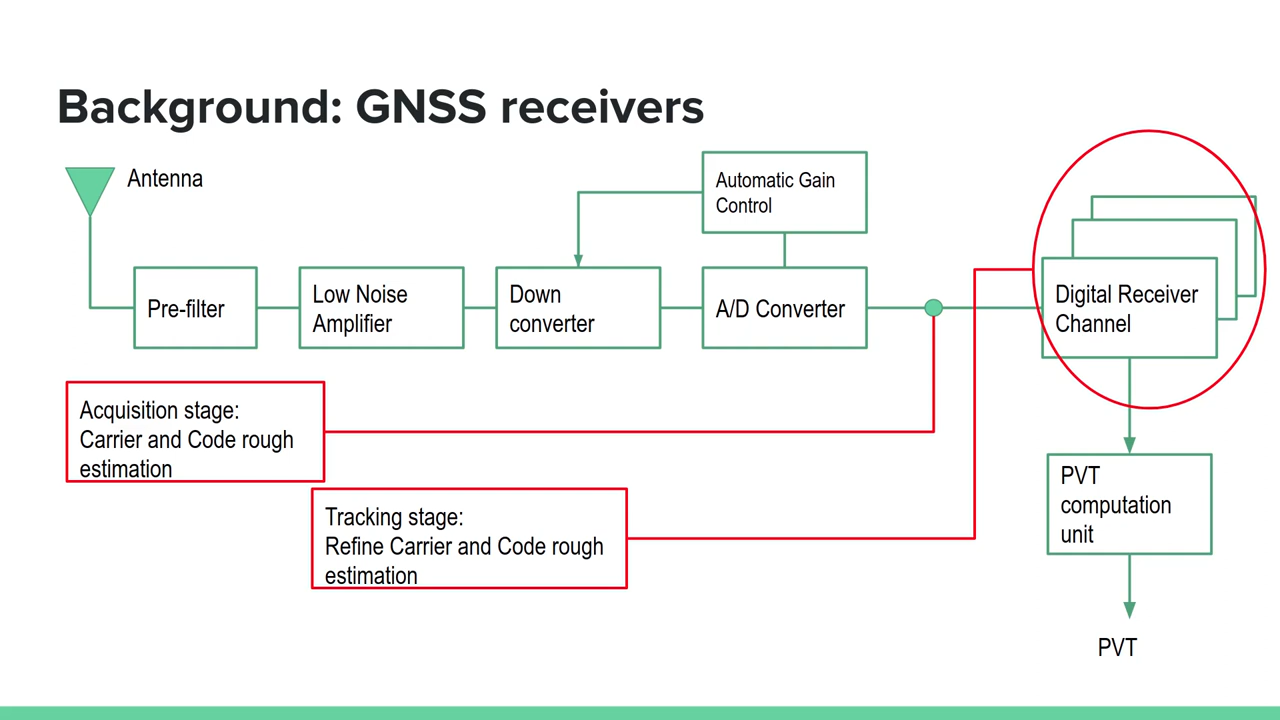 Background: GNSS receivers
Antenna
Automatic Gain
Control
Pre-filter
Low Noise
Amplifier
Down
converter
A/D Converter
Digital Receiver
Channel
Acquisition stage:
Carrier and Code rough
estimation
Tracking stage:
Refine Carrier and Code rough
estimation
PVT
computation
unit
PVT